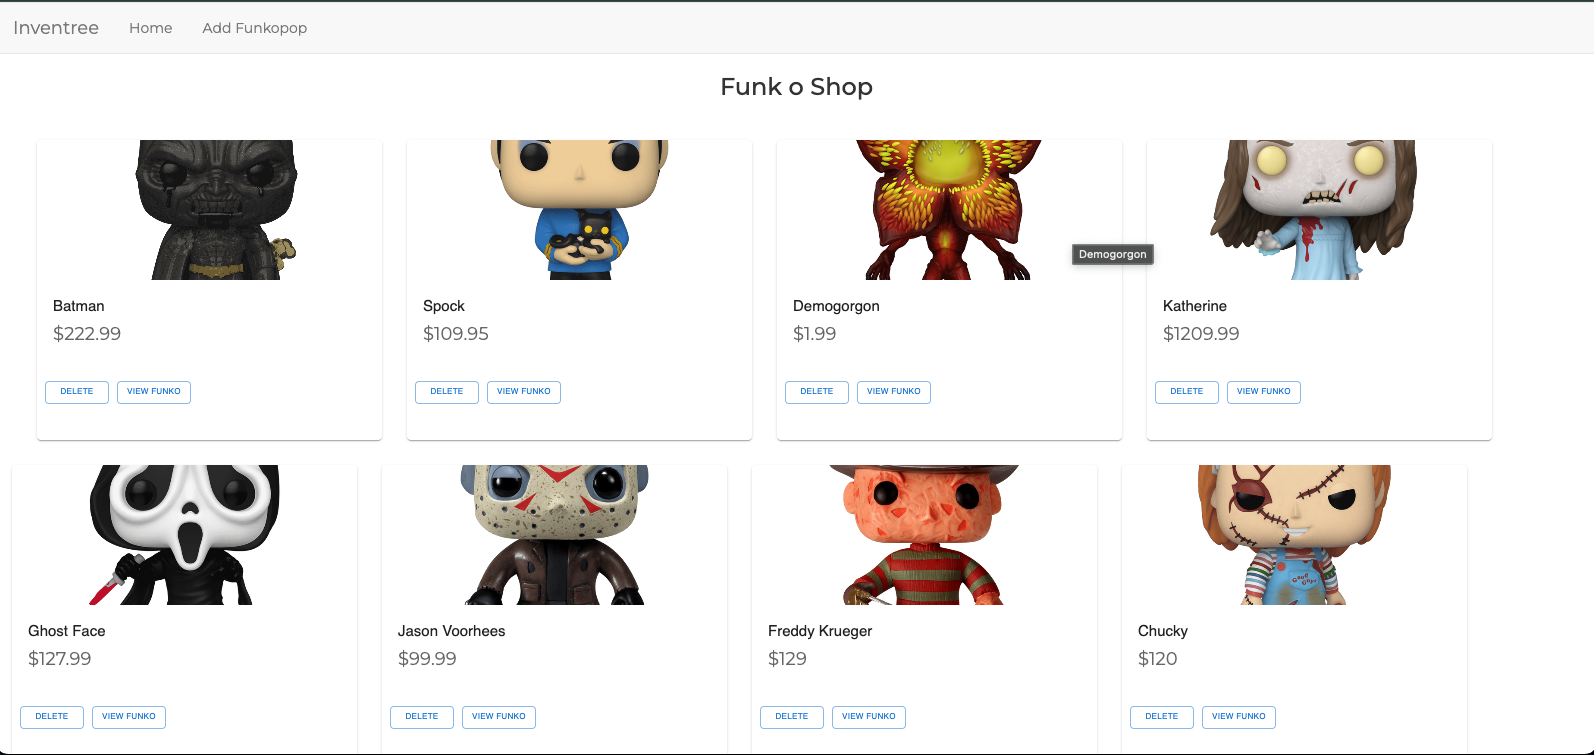 Inventree Home Add Funkopop
Funk o Shop
Demogorgon
Batman
$222.99
DELETE VIEW FUNKO
Spock
$109.95
DELETE VIEW FUNKO
Demogorgon
$1.99
DELETE VIEW FUNKO
Katherine
$1209.99
DELETE VIEW FUNKO
Ghost Face
$127.99
DELETE VIEW FUNKO
Jason Voorhees
$99.99
DELETE VIEW FUNKO
Freddy Krueger
$129
DELETE VIEW FUNKO
Good Guys
Chucky
$120
DELETE VIEW FUNKO